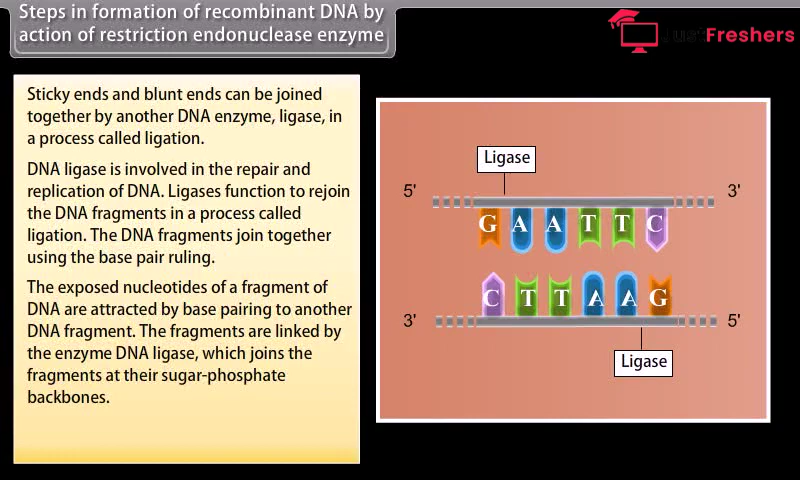 Steps in formation of recombinant DNA by
action of restriction endonuclease enzyme
Just Freshers
Sticky ends and blunt ends can be joined
together by another DNA enzyme, ligase, in
a process called ligation.
DNA ligase is involved in the repair and
replication of DNA. Ligases function to rejoin
the DNA fragments in a process called
ligation. The DNA fragments join together
using the base pair ruling.
The exposed nucleotides of a fragment of
DNA are attracted by base pairing to another
DNA fragment. The fragments are linked by
the enzyme DNA ligase, which joins the
fragments at their sugar-phosphate
backbones.
Ligase
5' 3'
G A A T T C
C T T A A G
3' 5'
Ligase